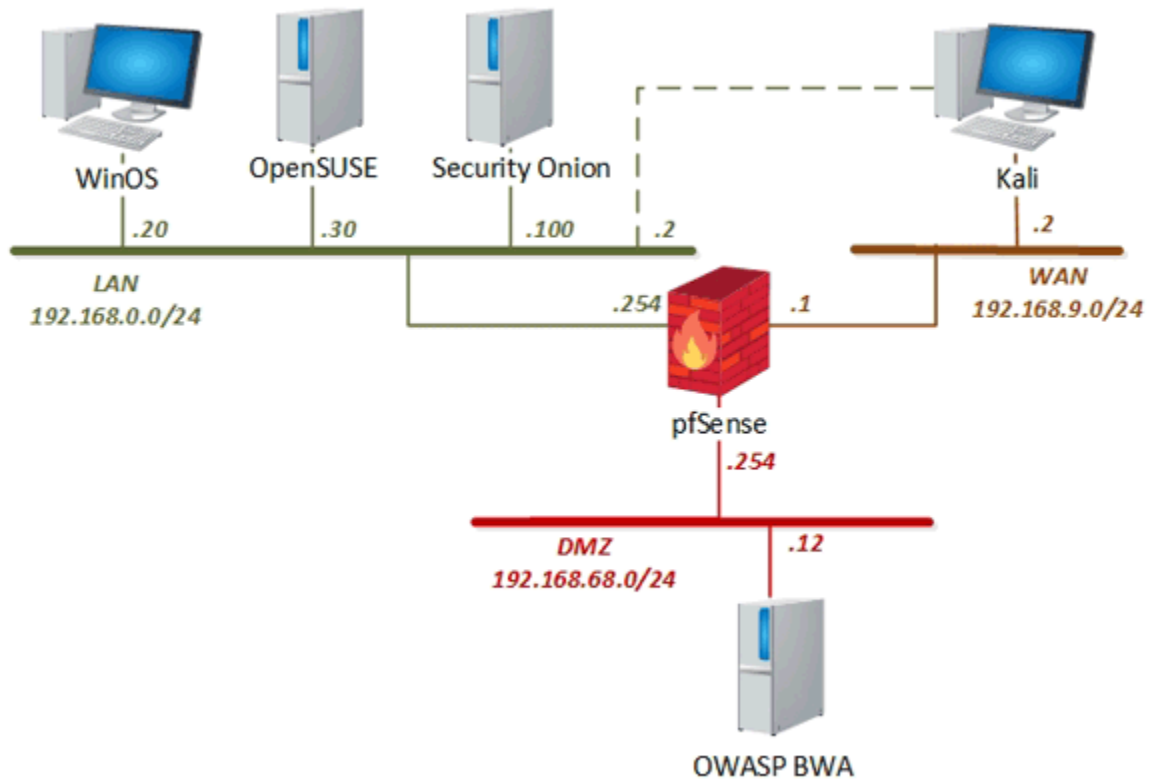 WinOS
OpenSUSE
Security Onion
Kali
.20
.30
.100
.2
.2
LAN
192.168.0.0/24
WAN
192.168.9.0/24
.254
.1
pfSense
.254
DMZ
192.168.68.0/24
.12
OWASP BWA